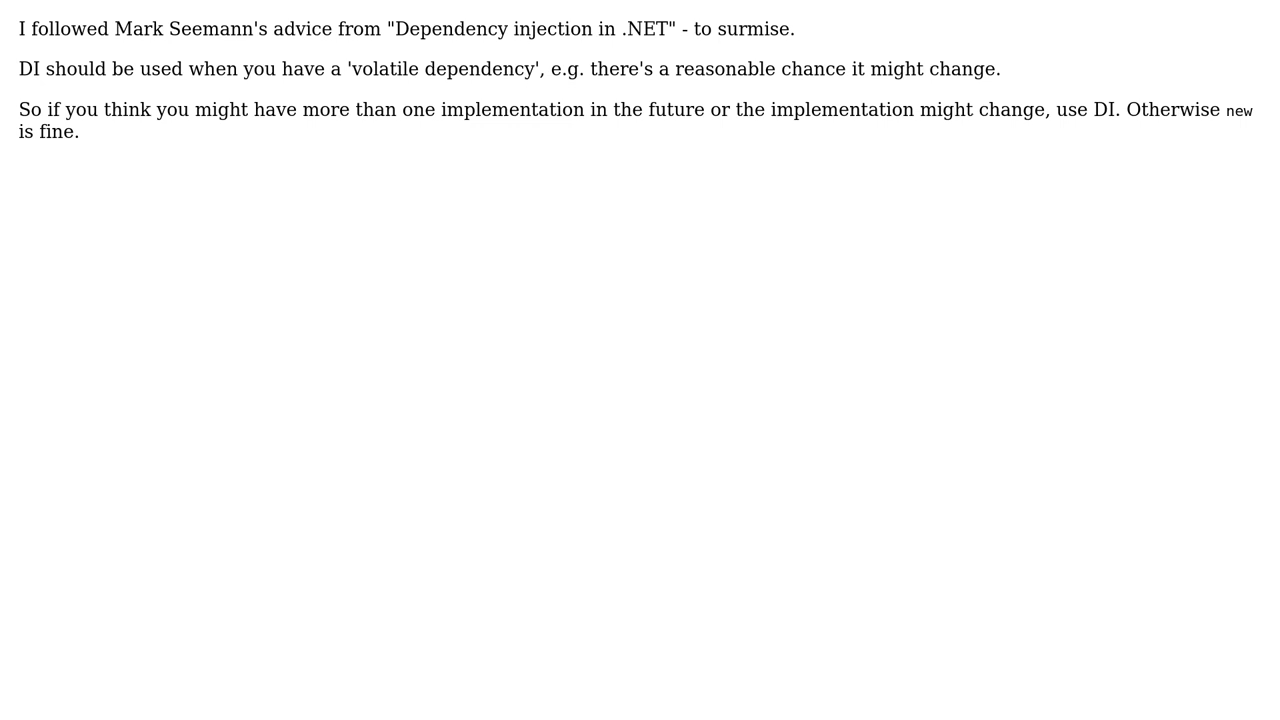 I followed Mark Seemann's advice from "Dependency injection in .NET" - to surmise.
DI should be used when you have a 'volatile dependency', e.g. there's a reasonable chance it might change.
So if you think you might have more than one implementation in the future or the implementation might change, use DI. Otherwise new
is fine.